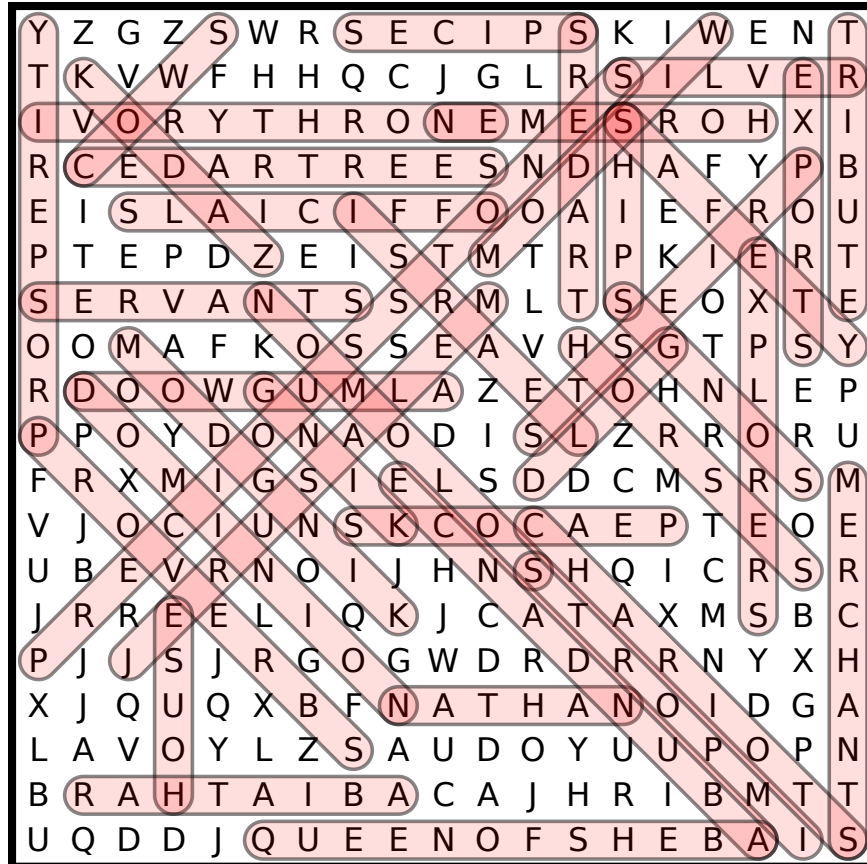 Y Z G Z S W R S E C I P S K I W E N T
T K V W F H H Q C J G L R S I L V E R
I V O R Y T H R O N E M E S R O H X I
R C E D A R T R E E S N D H A F Y P B
E I S L A I C I F F O O A I E F R O U
P T E P D Z E I S T M T R P K I E R T
S E R V A N T S S R M L T S E O X T E
O O M A F K O S S E A V H S G T P S Y
R D O O W G U M L A Z E T O H N L E P
P P O Y D O N A O D I S L Z R R O R U
F R X M I G S I E L S D D C M S R S M
V J O C I U N S K C O C A E P T E O E
U B E V R N O I J H N S H Q I C R S R
J R R E E L I Q K J C A T A X M S B C
P J J S J R G O G W D R D R R N Y X H
X J Q U Q X B F N A T H A N O I D G A
L A V O Y L Z S A U D O Y U U P O P N
B R A H T A I B A C A J H R I B M T T
U Q D D J Q U E E N O F S H E B A I S